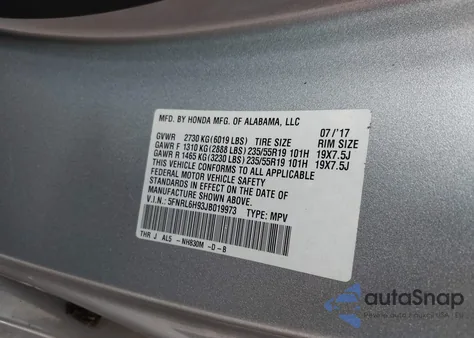 MFD. BY HONDA MFG. OF ALABAMA, LLC 07/'17
GVWR 2730 KG (6019 LBS) TIRE SIZE RIM SIZE
GAWR F 1310 KG (2888 LBS) 235/55R19 101H 19X7.5J
GAWR R 1465 KG (3230 LBS) 235/55R19 101H 19X7.5J
THIS VEHICLE CONFORMS TO ALL APPLICABLE
FEDERAL MOTOR VEHICLE SAFETY
STANDARDS IN EFFECT ON THE DATE OF
MANUFACTURE SHOWN ABOVE.
V.I.N.: 5FNRL6H93JB019973 TYPE: MPV
THR J AL5 -NH830M -D -B
autoSnap